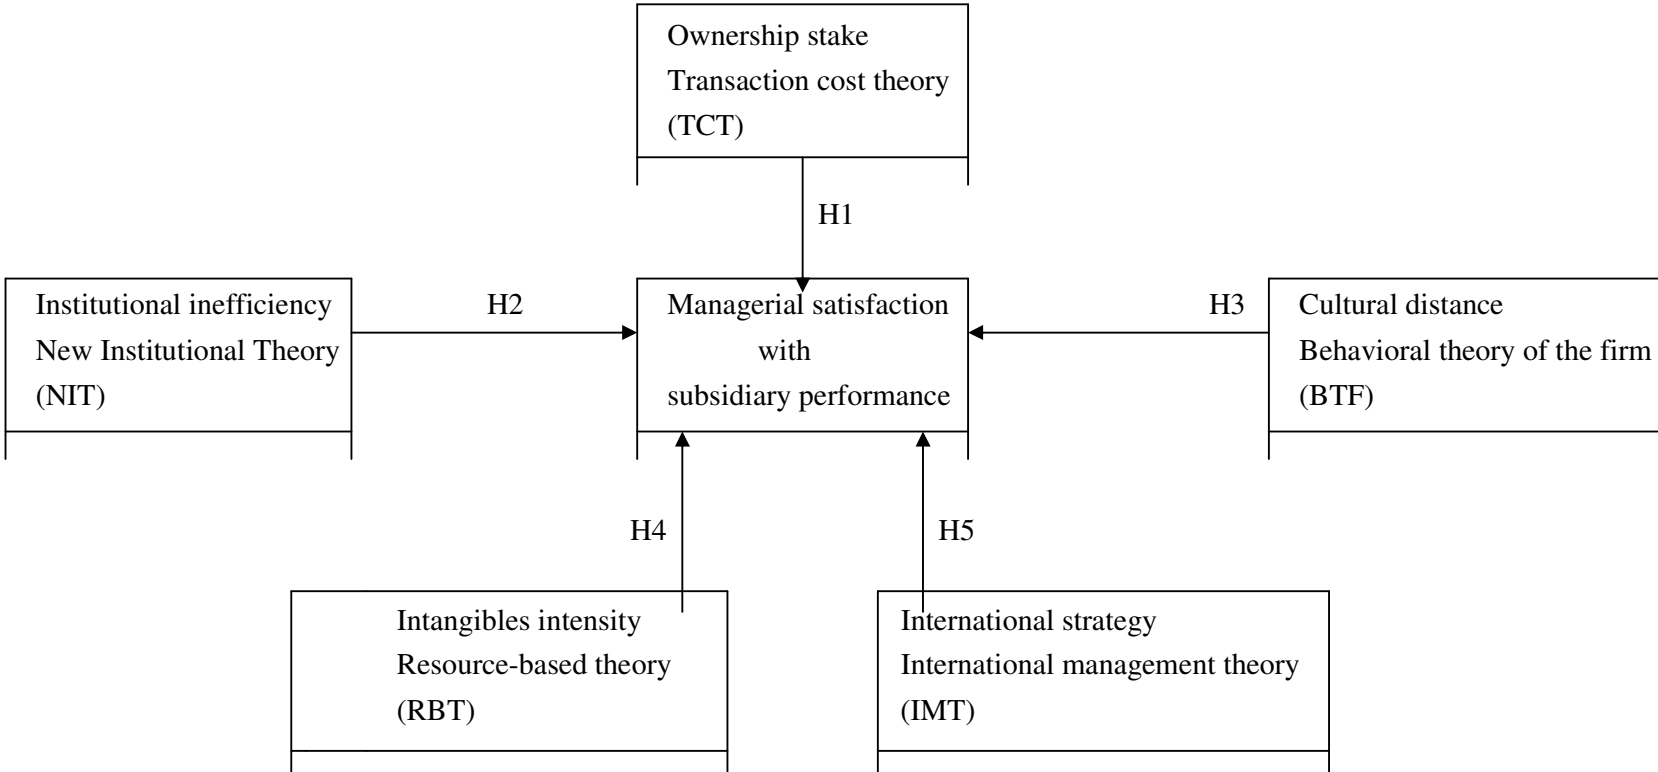 Ownership stake
Transaction cost theory
(TCT)
H1
Institutional inefficiency
New Institutional Theory
(NIT)
H2
Managerial satisfaction
with
subsidiary performance
H3
Cultural distance
Behavioral theory of the firm
(BTF)
H4
H5
Intangibles intensity
Resource-based theory
(RBT)
International strategy
International management theory
(IMT)